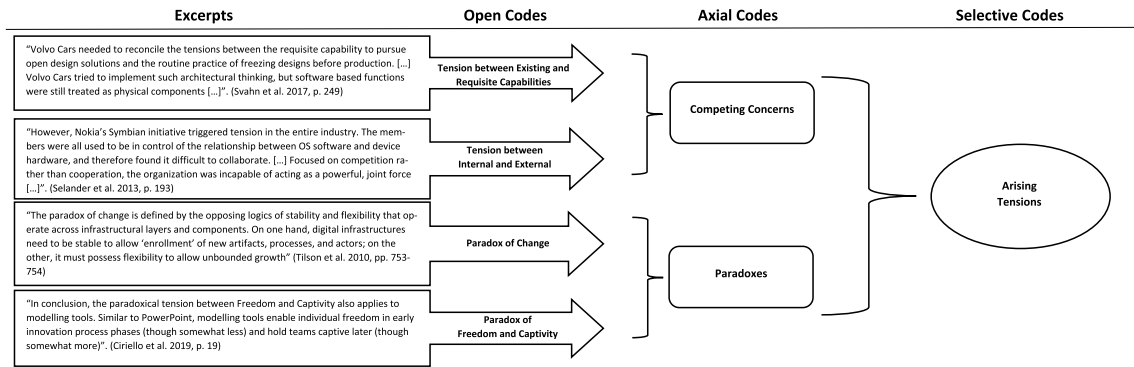 Excerpts Open Codes Axial Codes Selective Codes
“Volvo Cars needed to reconcile the tensions between the requisite capability to pursue
open design solutions and the routine practice of freezing designs before production. […]
Volvo Cars tried to implement such architectural thinking, but software based functions
were still treated as physical components […]”. (Svahn et al. 2017, p. 249)
Tension between Existing and
Requisite Capabilities
“However, Nokia’s Symbian initiative triggered tension in the entire industry. The mem-
bers were all used to be in control of the relationship between OS software and device
hardware, and therefore found it difficult to collaborate. […] Focused on competition ra-
ther than cooperation, the organization was incapable of acting as a powerful, joint force
[…]”. (Selander et al. 2013, p. 193)
Tension between
Internal and External
Competing Concerns
“The paradox of change is defined by the opposing logics of stability and flexibility that op-
erate across infrastructural layers and components. On one hand, digital infrastructures
need to be stable to allow ‘enrollment’ of new artifacts, processes, and actors; on the
other, it must possess flexibility to allow unbounded growth” (Tilson et al. 2010, pp. 753-
754)
Paradox of Change
“In conclusion, the paradoxical tension between Freedom and Captivity also applies to
modelling tools. Similar to PowerPoint, modelling tools enable individual freedom in early
innovation process phases (though somewhat less) and hold teams captive later (though
somewhat more)”. (Ciriello et al. 2019, p. 19)
Paradox of
Freedom and Captivity
Paradoxes
Arising
Tensions